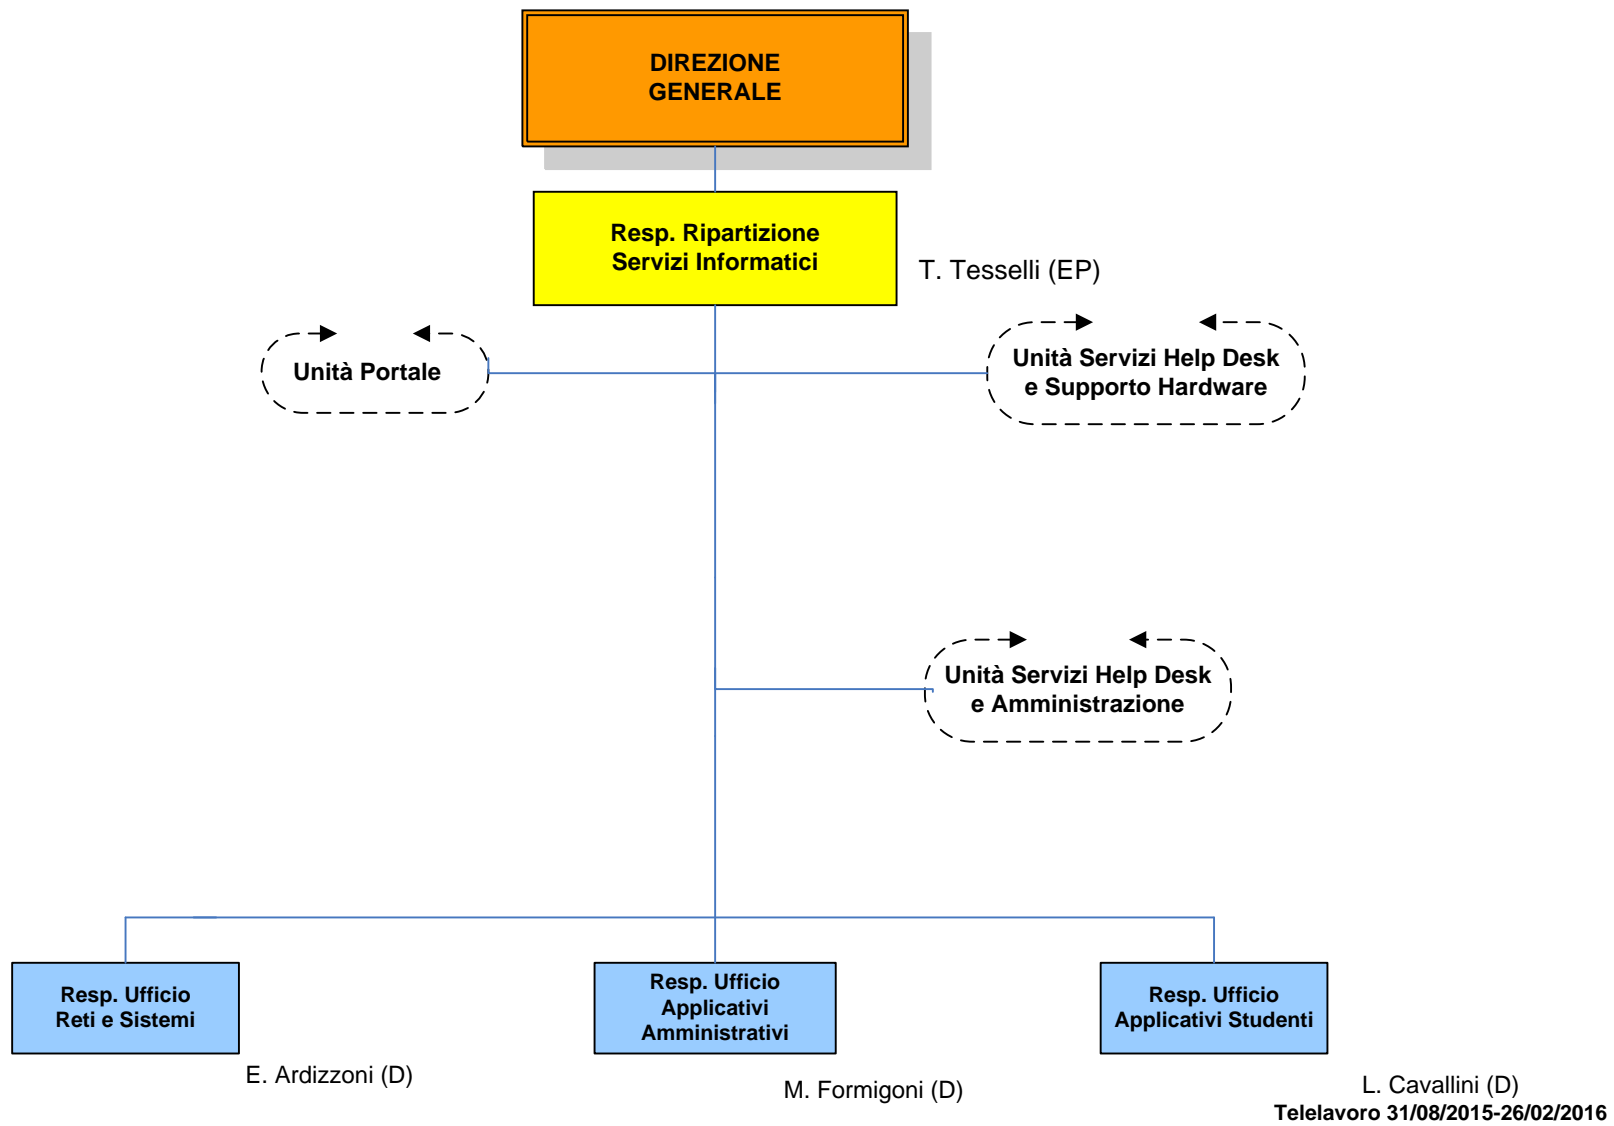 DIREZIONE
GENERALE
Resp. Ripartizione
Servizi Informatici
T. Tesselli (EP)
Unità Portale
Unità Servizi Help Desk
e Supporto Hardware
Unità Servizi Help Desk
e Amministrazione
Resp. Ufficio
Reti e Sistemi
E. Ardizzoni (D)
Resp. Ufficio
Applicativi
Amministrativi
M. Formigoni (D)
Resp. Ufficio
Applicativi Studenti
L. Cavallini (D)
Telelavoro 31/08/2015-26/02/2016